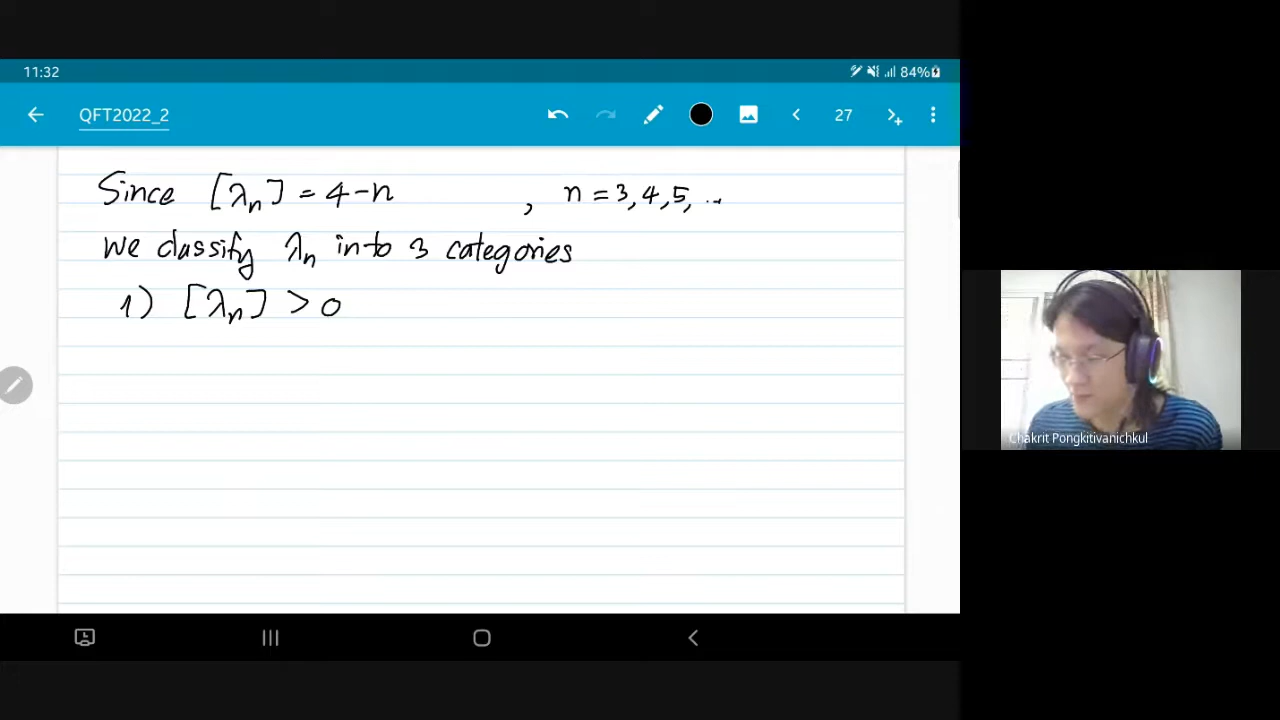 11:32
84%
QFT2022_2
27
Since [λn] = 4-n , n = 3,4,5, ...
We classify λn into 3 categories
1) [λn] > 0
Chakrit Pongkitivanichkul